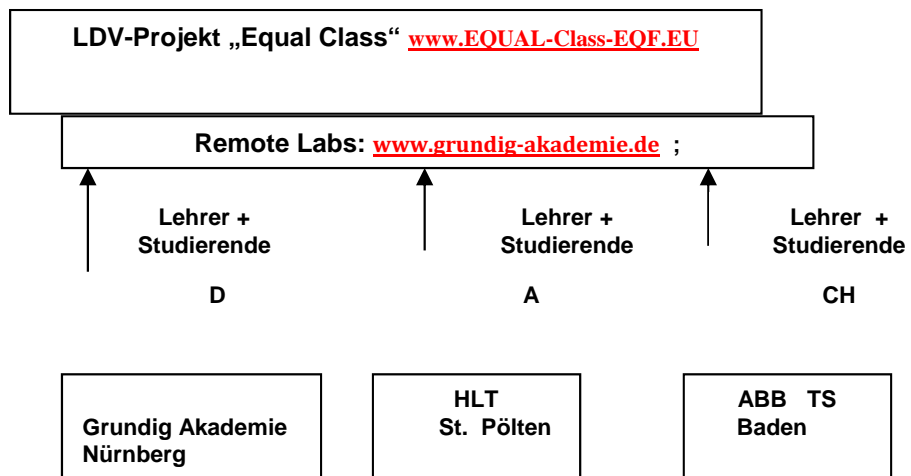 LDV-Projekt „Equal Class“ www.EQUAL-Class-EQF.EU
Remote Labs: www.grundig-akademie.de ;
Lehrer +
Studierende
D
Lehrer +
Studierende
A
Lehrer +
Studierende
CH
Grundig Akademie
Nürnberg
HLT
St. Pölten
ABB TS
Baden